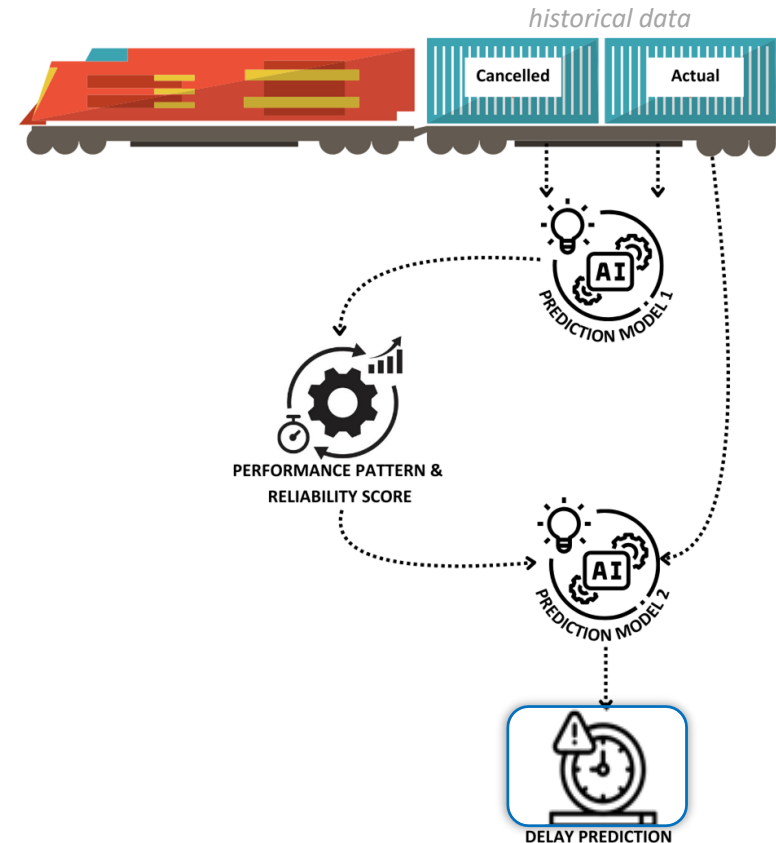 historical data
Cancelled
Actual
AI
PREDICTION MODEL 1
PERFORMANCE PATTERN &
RELIABILITY SCORE
AI
PREDICTION MODEL 2
DELAY PREDICTION